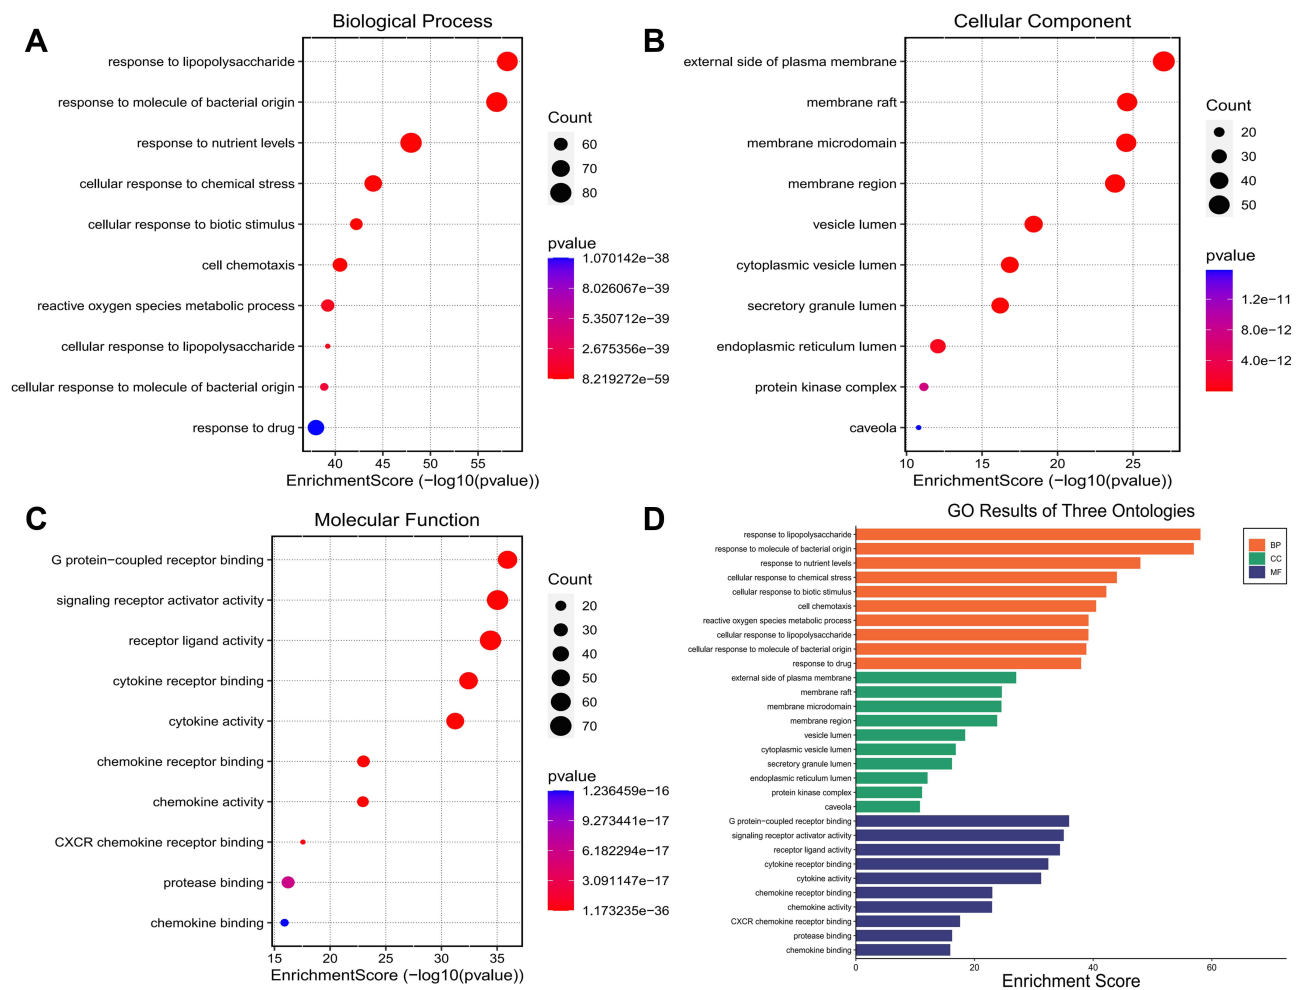 A
Biological Process
response to lipopolysaccharide
response to molecule of bacterial origin
response to nutrient levels
cellular response to chemical stress
cellular response to biotic stimulus
cell chemotaxis
reactive oxygen species metabolic process
cellular response to lipopolysaccharide
cellular response to molecule of bacterial origin
response to drug
40 45 50 55
EnrichmentScore (−log10(pvalue))
Count
60
70
80
pvalue
1.070142e−38
8.026067e−39
5.350712e−39
2.675356e−39
8.219272e−59
B
Cellular Component
external side of plasma membrane
membrane raft
membrane microdomain
membrane region
vesicle lumen
cytoplasmic vesicle lumen
secretory granule lumen
endoplasmic reticulum lumen
protein kinase complex
caveola
10 15 20 25
EnrichmentScore (−log10(pvalue))
Count
20
30
40
50
pvalue
1.2e−11
8.0e−12
4.0e−12
C
Molecular Function
G protein−coupled receptor binding
signaling receptor activator activity
receptor ligand activity
cytokine receptor binding
cytokine activity
chemokine receptor binding
chemokine activity
CXCR chemokine receptor binding
protease binding
chemokine binding
15 20 25 30 35
EnrichmentScore (−log10(pvalue))
Count
20
30
40
50
60
70
pvalue
1.236459e−16
9.273441e−17
6.182294e−17
3.091147e−17
1.173235e−36
D
GO Results of Three Ontologies
response to lipopolysaccharide
response to molecule of bacterial origin
response to nutrient levels
cellular response to chemical stress
cellular response to biotic stimulus
cell chemotaxis
reactive oxygen species metabolic process
cellular response to lipopolysaccharide
cellular response to molecule of bacterial origin
response to drug
external side of plasma membrane
membrane raft
membrane microdomain
membrane region
vesicle lumen
cytoplasmic vesicle lumen
secretory granule lumen
endoplasmic reticulum lumen
protein kinase complex
caveola
G protein−coupled receptor binding
signaling receptor activator activity
receptor ligand activity
cytokine receptor binding
cytokine activity
chemokine receptor binding
chemokine activity
CXCR chemokine receptor binding
protease binding
chemokine binding
0 20 40 60
Enrichment Score
BP
CC
MF